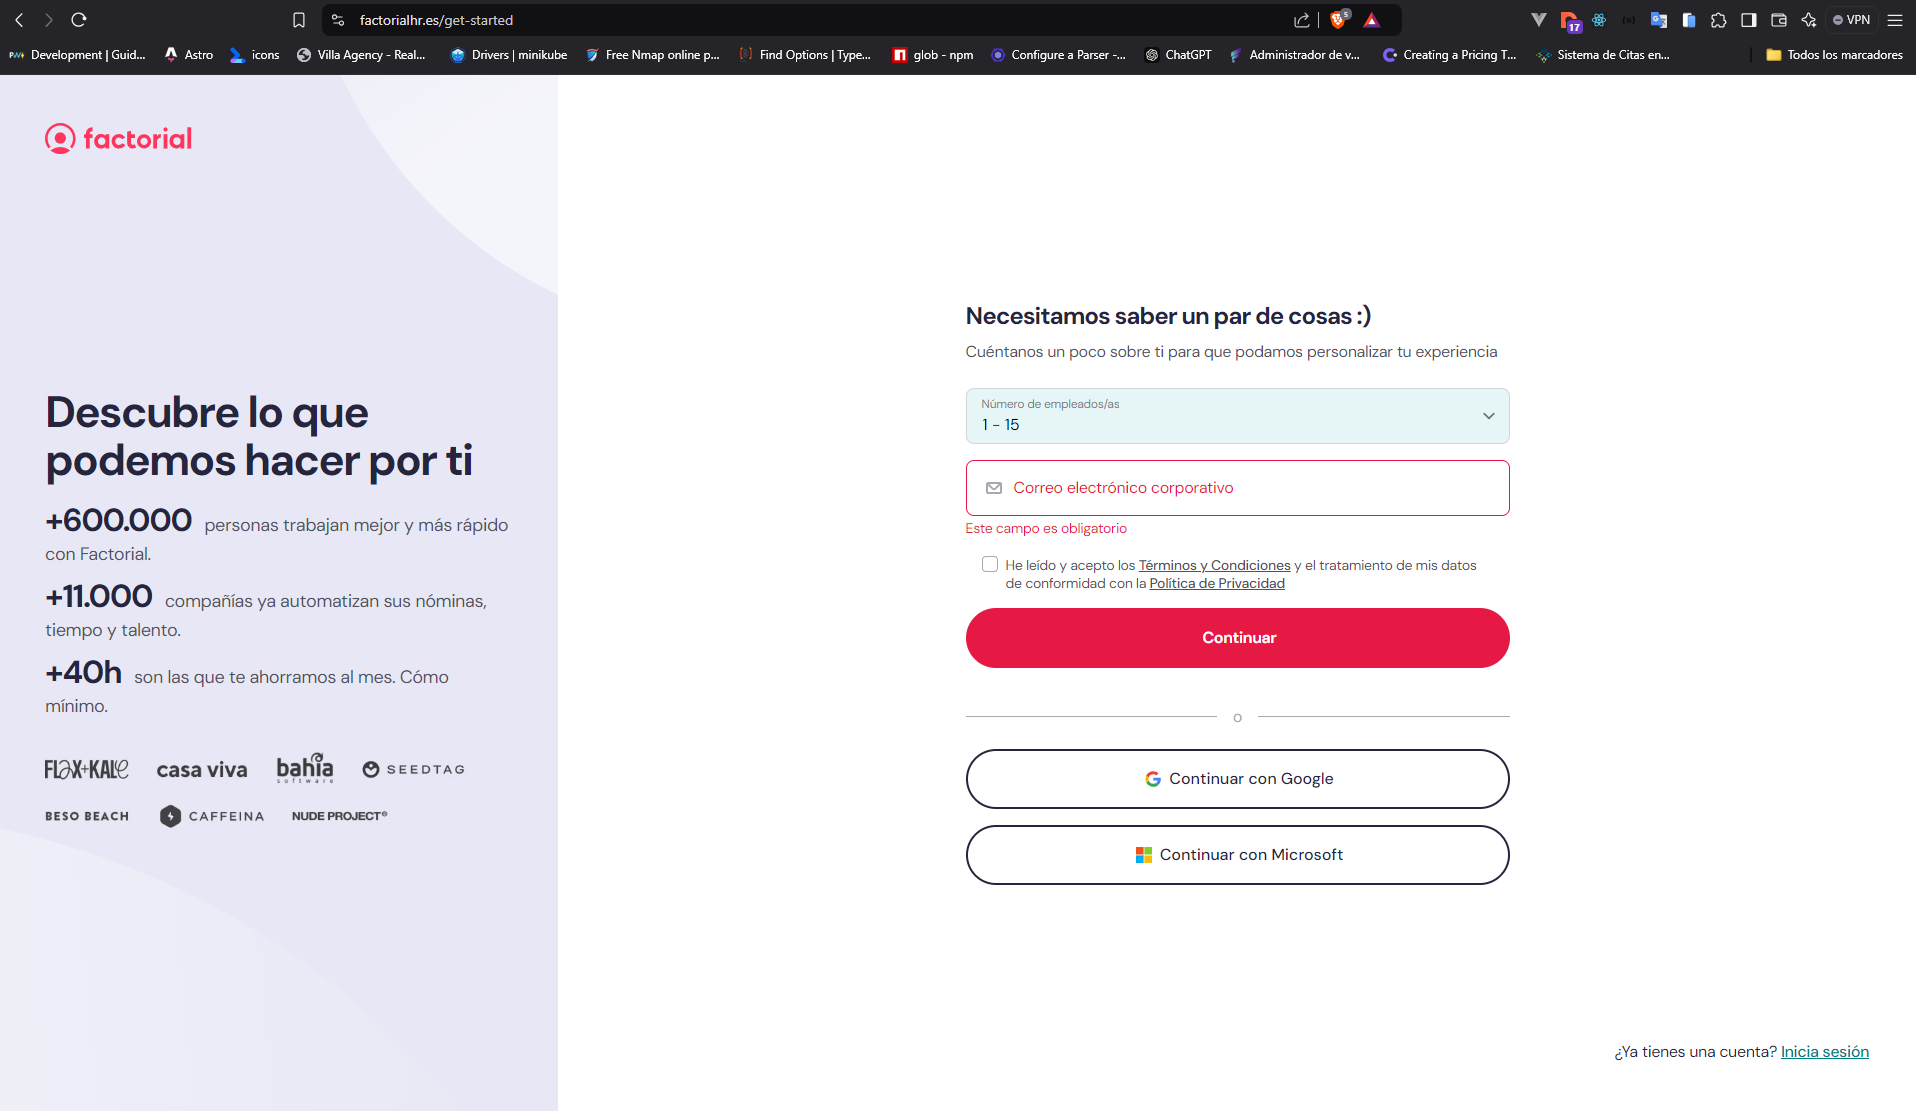 factorialhr.es/get-started
5
17
VPN
Development | Guid...
Astro
icons
Villa Agency - Real...
Drivers | minikube
Free Nmap online p...
Find Options | Type...
glob - npm
Configure a Parser -...
ChatGPT
Administrador de v...
Creating a Pricing T...
Sistema de Citas en...
Todos los marcadores
factorial
Descubre lo que
podemos hacer por ti
+600.000 personas trabajan mejor y más rápido
con Factorial.
+11.000 compañías ya automatizan sus nóminas,
tiempo y talento.
+40h son las que te ahorramos al mes. Cómo
mínimo.
FLAX+KALE
casa viva
bahía
software
SEEDTAG
BESO BEACH
CAFFEINA
NUDE PROJECT®
Necesitamos saber un par de cosas :)
Cuéntanos un poco sobre ti para que podamos personalizar tu experiencia
Número de empleados/as
1 - 15
Correo electrónico corporativo
Este campo es obligatorio
He leído y acepto los Términos y Condiciones y el tratamiento de mis datos
de conformidad con la Política de Privacidad
Continuar
o
Continuar con Google
Continuar con Microsoft
¿Ya tienes una cuenta? Inicia sesión